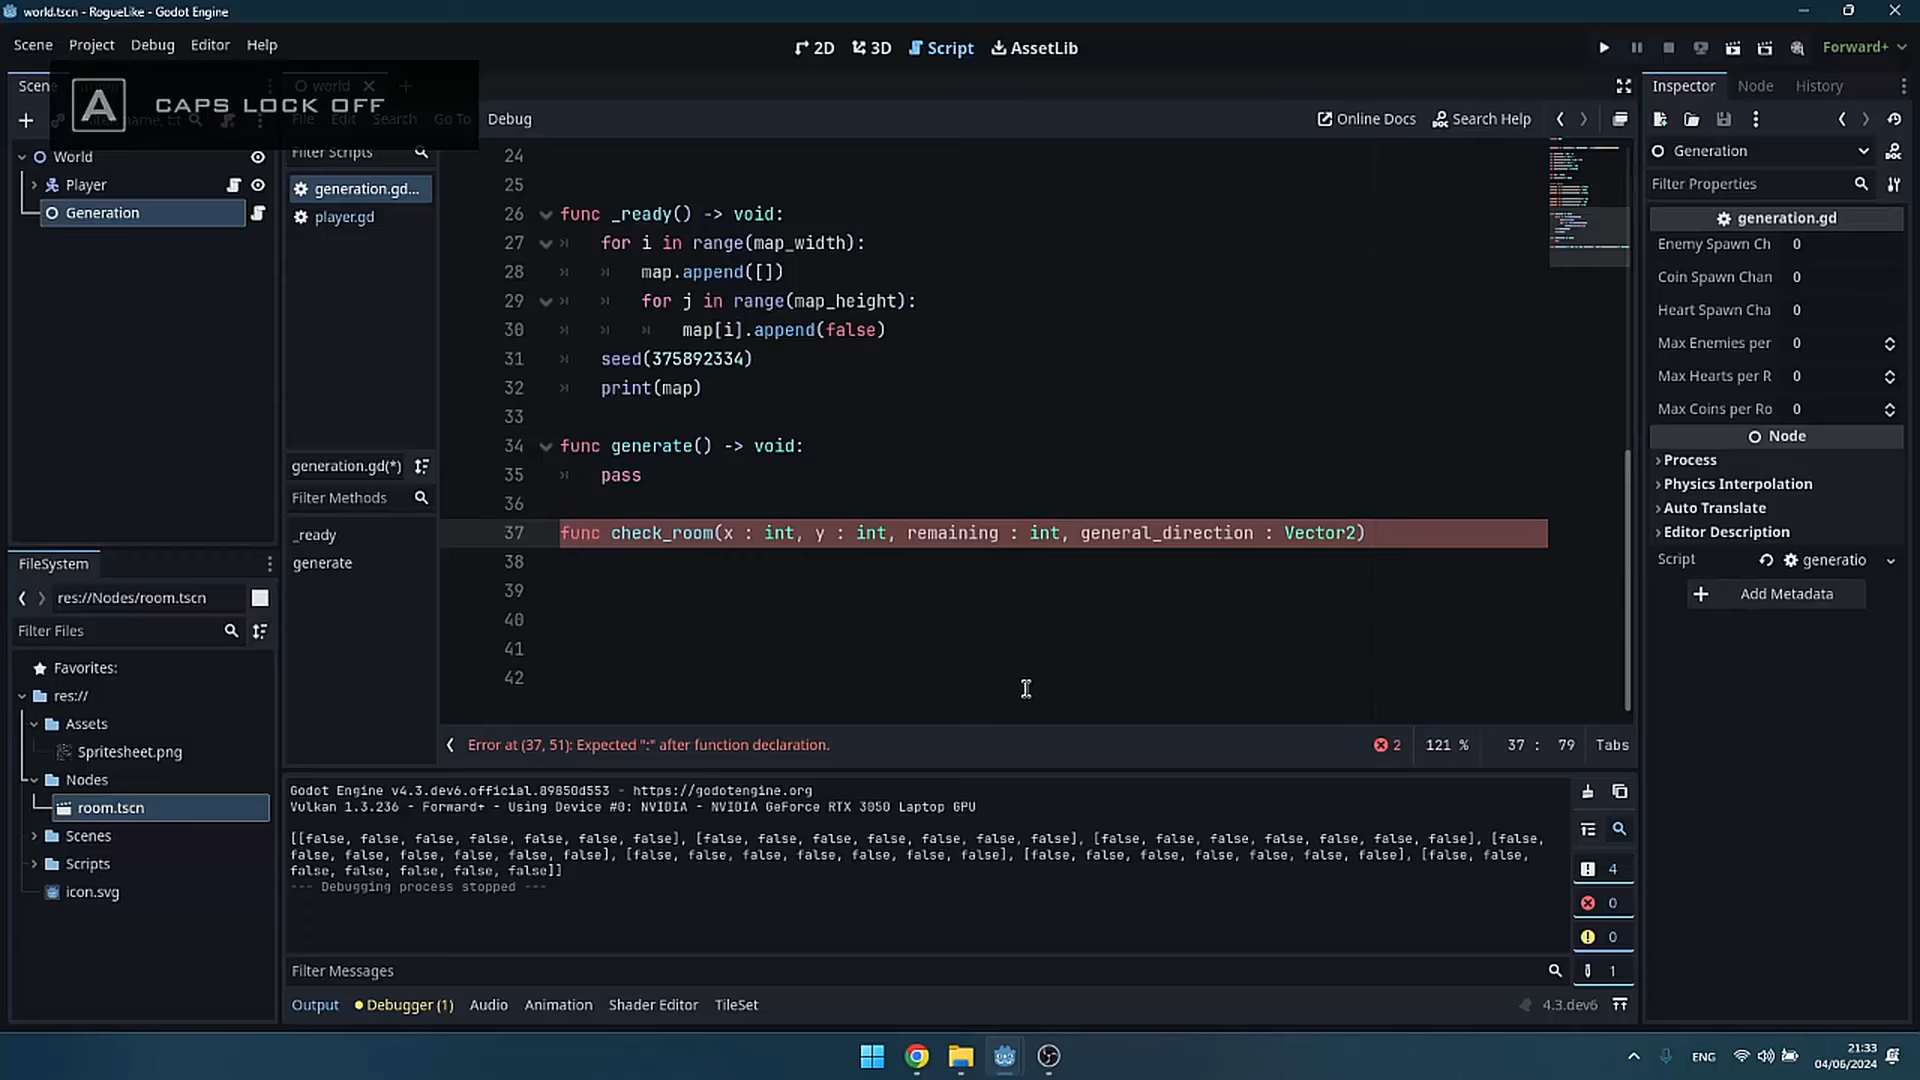 world.tscn - RogueLike - Godot Engine
Scene Project Debug Editor Help
2D 3D Script AssetLib
Forward+
Scene
world
A CAPS LOCK OFF
File Edit Search Go To Debug
Online Docs Search Help
Inspector Node History
Filter Scripts
World
Player
Generation
generation.gd...
player.gd
generation.gd(*)
Filter Methods
_ready
generate
24
25
26 func _ready() -> void:
27 for i in range(map_width):
28 map.append([])
29 for j in range(map_height):
30 map[i].append(false)
31 seed(375892334)
32 print(map)
33
34 func generate() -> void:
35 pass
36
37 func check_room(x : int, y : int, remaining : int, general_direction : Vector2)
38
39
40
41
42
Error at (37, 51): Expected ":" after function declaration.
2 121 % 37 : 79 Tabs
Generation
Filter Properties
generation.gd
Enemy Spawn Ch 0
Coin Spawn Chan 0
Heart Spawn Cha 0
Max Enemies per 0
Max Hearts per R 0
Max Coins per Ro 0
Node
Process
Physics Interpolation
Auto Translate
Editor Description
Script generatio
Add Metadata
FileSystem
res://Nodes/room.tscn
Filter Files
Favorites:
res://
Assets
Spritesheet.png
Nodes
room.tscn
Scenes
Scripts
icon.svg
Godot Engine v4.3.dev6.official.89850d553 - https://godotengine.org
Vulkan 1.3.236 - Forward+ - Using Device #0: NVIDIA - NVIDIA GeForce RTX 3050 Laptop GPU
[[false, false, false, false, false, false, false], [false, false, false, false, false, false, false], [false, false, false, false, false, false, false], [false,
false, false, false, false, false, false], [false, false, false, false, false, false, false], [false, false, false, false, false, false, false], [false, false,
false, false, false, false, false]]
--- Debugging process stopped ---
4
0
0
1
Filter Messages
Output Debugger (1) Audio Animation Shader Editor TileSet
4.3.dev6
ENG
21:33
04/06/2024